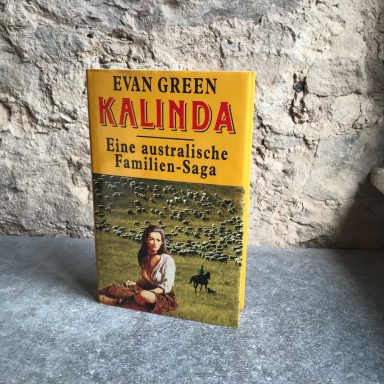 EVAN GREEN
KALINDA
Eine australische
Familien-Saga